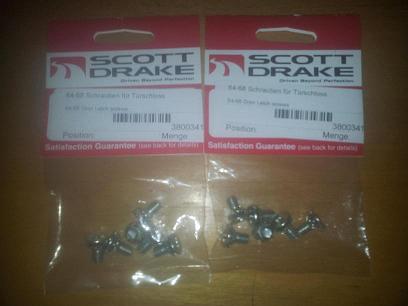 SCOTT
DRAKE
Driven Beyond Perfection
64-68 Schrauben für Türschloss
64-68 Door Latch screws
3800341
Position:
Menge
Satisfaction Guarantee (see back for details)
SCOTT
DRAKE
Driven Beyond Perfection
64-68 Schrauben für Türschloss
64-68 Door Latch screws
3800341
Position:
Menge
Satisfaction Guarantee (see back for details)